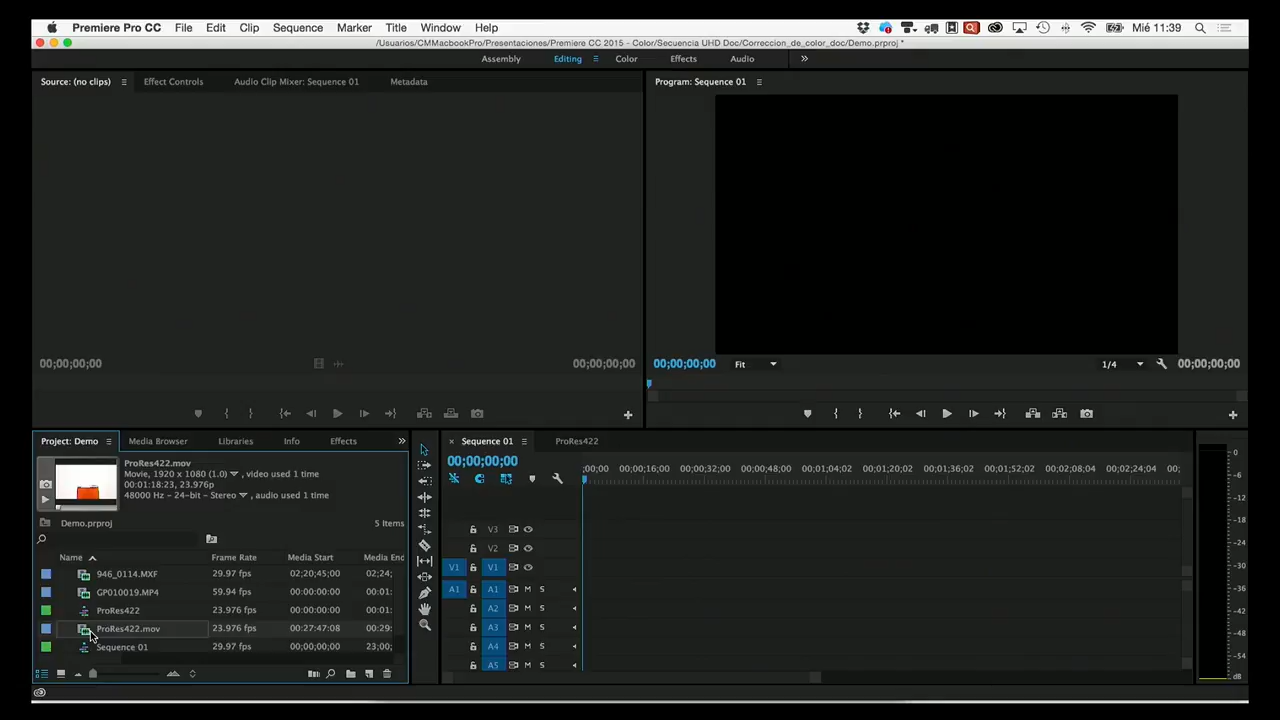 Premiere Pro CC File Edit Clip Sequence Marker Title Window Help Mié 11:39
/Usuarios/CMMacbookPro/Presentaciones/Premiere CC 2015 - Color/Secuencia UHD Doc/Correccion_de_color_doc/Demo.prproj *
Assembly Editing Color Effects Audio
Source: (no clips) Effect Controls Audio Clip Mixer: Sequence 01 Metadata
Program: Sequence 01
00;00;00;00 00;00;00;00
00;00;00;00 Fit 1/4 00;00;00;00
Project: Demo Media Browser Libraries Info Effects
ProRes422.mov
Movie, 1920 x 1080 (1.0) , video used 1 time
00:01:18:23, 23.976p
48000 Hz - 24-bit - Stereo , audio used 1 time
Demo.prproj 5 Items
Name Frame Rate Media Start Media End
946_0114.MXF 29.97 fps 02;20;45;00 02;24;
GP010019.MP4 59.94 fps 00:00:00:00 00:01:
ProRes422 23.976 fps 00:00:00:00 00:01:
ProRes422.mov 23.976 fps 00:27:47:08 00:29:
Sequence 01 29.97 fps 00;00;00;00 23;00;
Sequence 01 ProRes422
00;00;00;00
;00;00 00;00;16;00 00;00;32;00 00;00;48;00 00;01;04;02 00;01;20;02 00;01;36;02 00;01;52;02 00;02;08;04 00;02;24;04 00;
V3
V2
V1 V1
A1 A1 M S
A2 M S
A3 M S
A4 M S
A5 M S
0
-6
-12
-18
-24
-30
-36
-42
-48
-54
dB